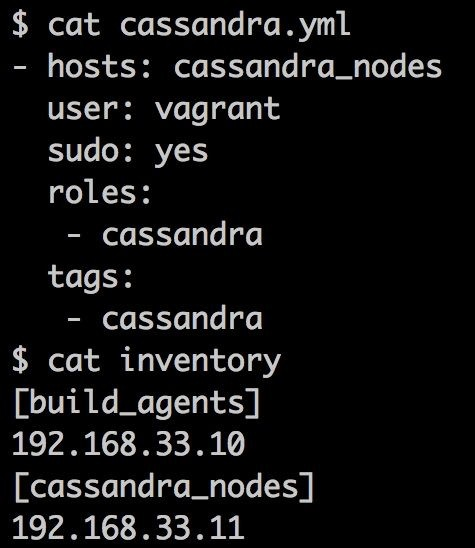 $ cat cassandra.yml
- hosts: cassandra_nodes
  user: vagrant
  sudo: yes
  roles:
   - cassandra
  tags:
   - cassandra
$ cat inventory
[build_agents]
192.168.33.10
[cassandra_nodes]
192.168.33.11